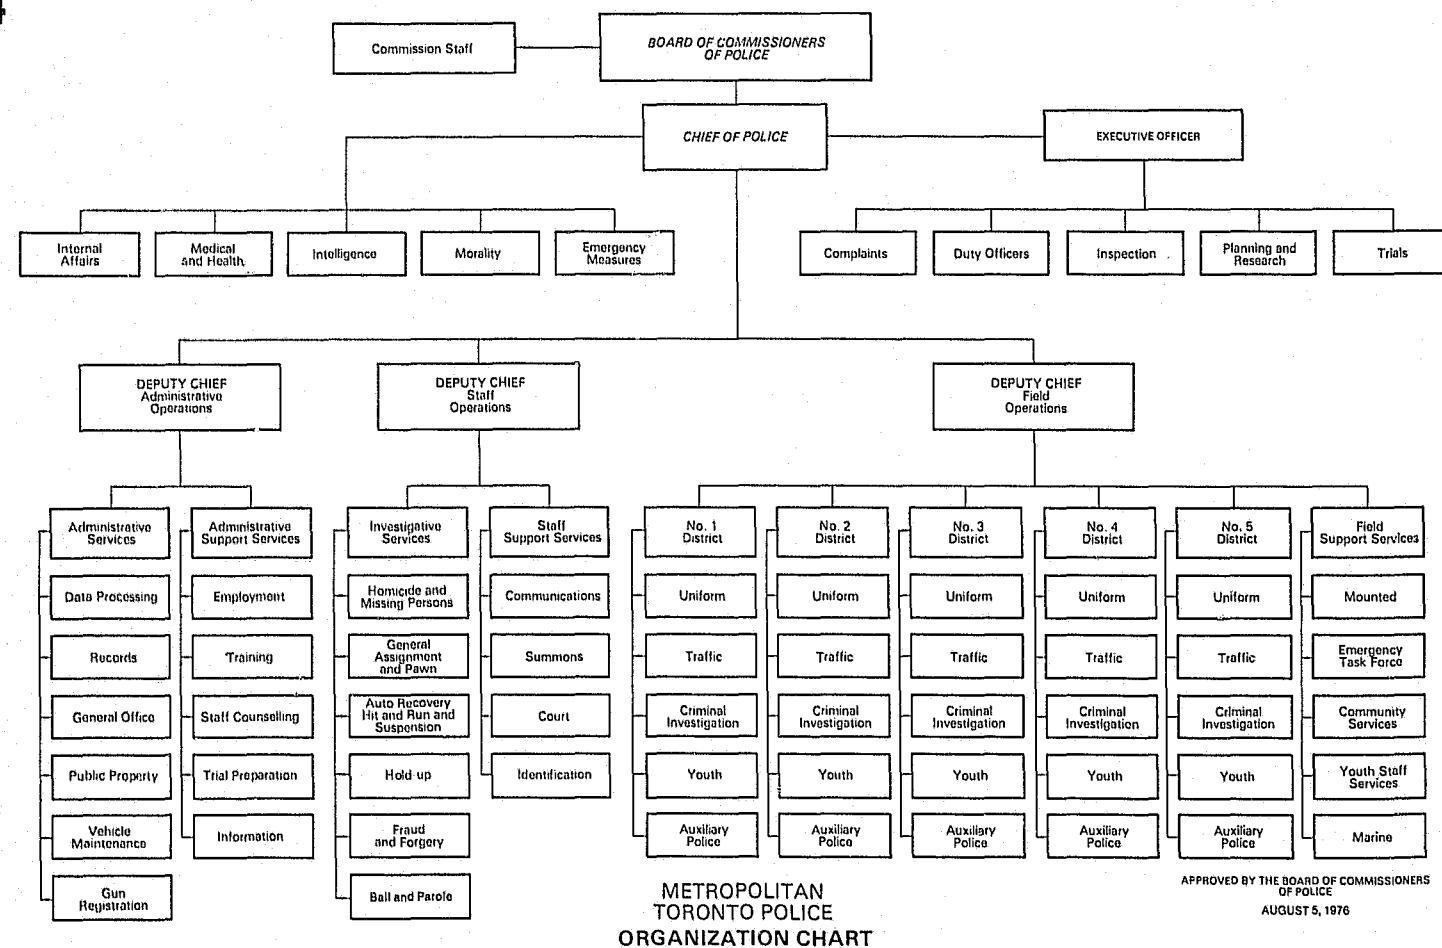 Commission Staff
BOARD OF COMMISSIONERS
OF POLICE
CHIEF OF POLICE
EXECUTIVE OFFICER
Internal
Affairs
Medical
and Health
Intelligence
Morality
Emergency
Measures
Complaints
Duty Officers
Inspection
Planning and
Research
Trials
DEPUTY CHIEF
Administrative
Operations
DEPUTY CHIEF
Staff
Operations
DEPUTY CHIEF
Field
Operations
Administrative
Services
Data Processing
Records
General Office
Public Property
Vehicle
Maintenance
Gun
Registration
Administrative
Support Services
Employment
Training
Staff Counselling
Trial Preparation
Information
Investigative
Services
Homicide and
Missing Persons
General
Assignment
and Pawn
Auto Recovery
Hit and Run and
Suspension
Hold-up
Fraud
and Forgery
Bail and Parole
Staff
Support Services
Communications
Summons
Court
Identification
No. 1
District
Uniform
Traffic
Criminal
Investigation
Youth
Auxiliary
Police
No. 2
District
Uniform
Traffic
Criminal
Investigation
Youth
Auxiliary
Police
No. 3
District
Uniform
Traffic
Criminal
Investigation
Youth
Auxiliary
Police
No. 4
District
Uniform
Traffic
Criminal
Investigation
Youth
Auxiliary
Police
No. 5
District
Uniform
Traffic
Criminal
Investigation
Youth
Auxiliary
Police
Field
Support Services
Mounted
Emergency
Task Force
Community
Services
Youth Staff
Services
Marine
METROPOLITAN
TORONTO POLICE
ORGANIZATION CHART
APPROVED BY THE BOARD OF COMMISSIONERS
OF POLICE
AUGUST 5, 1976